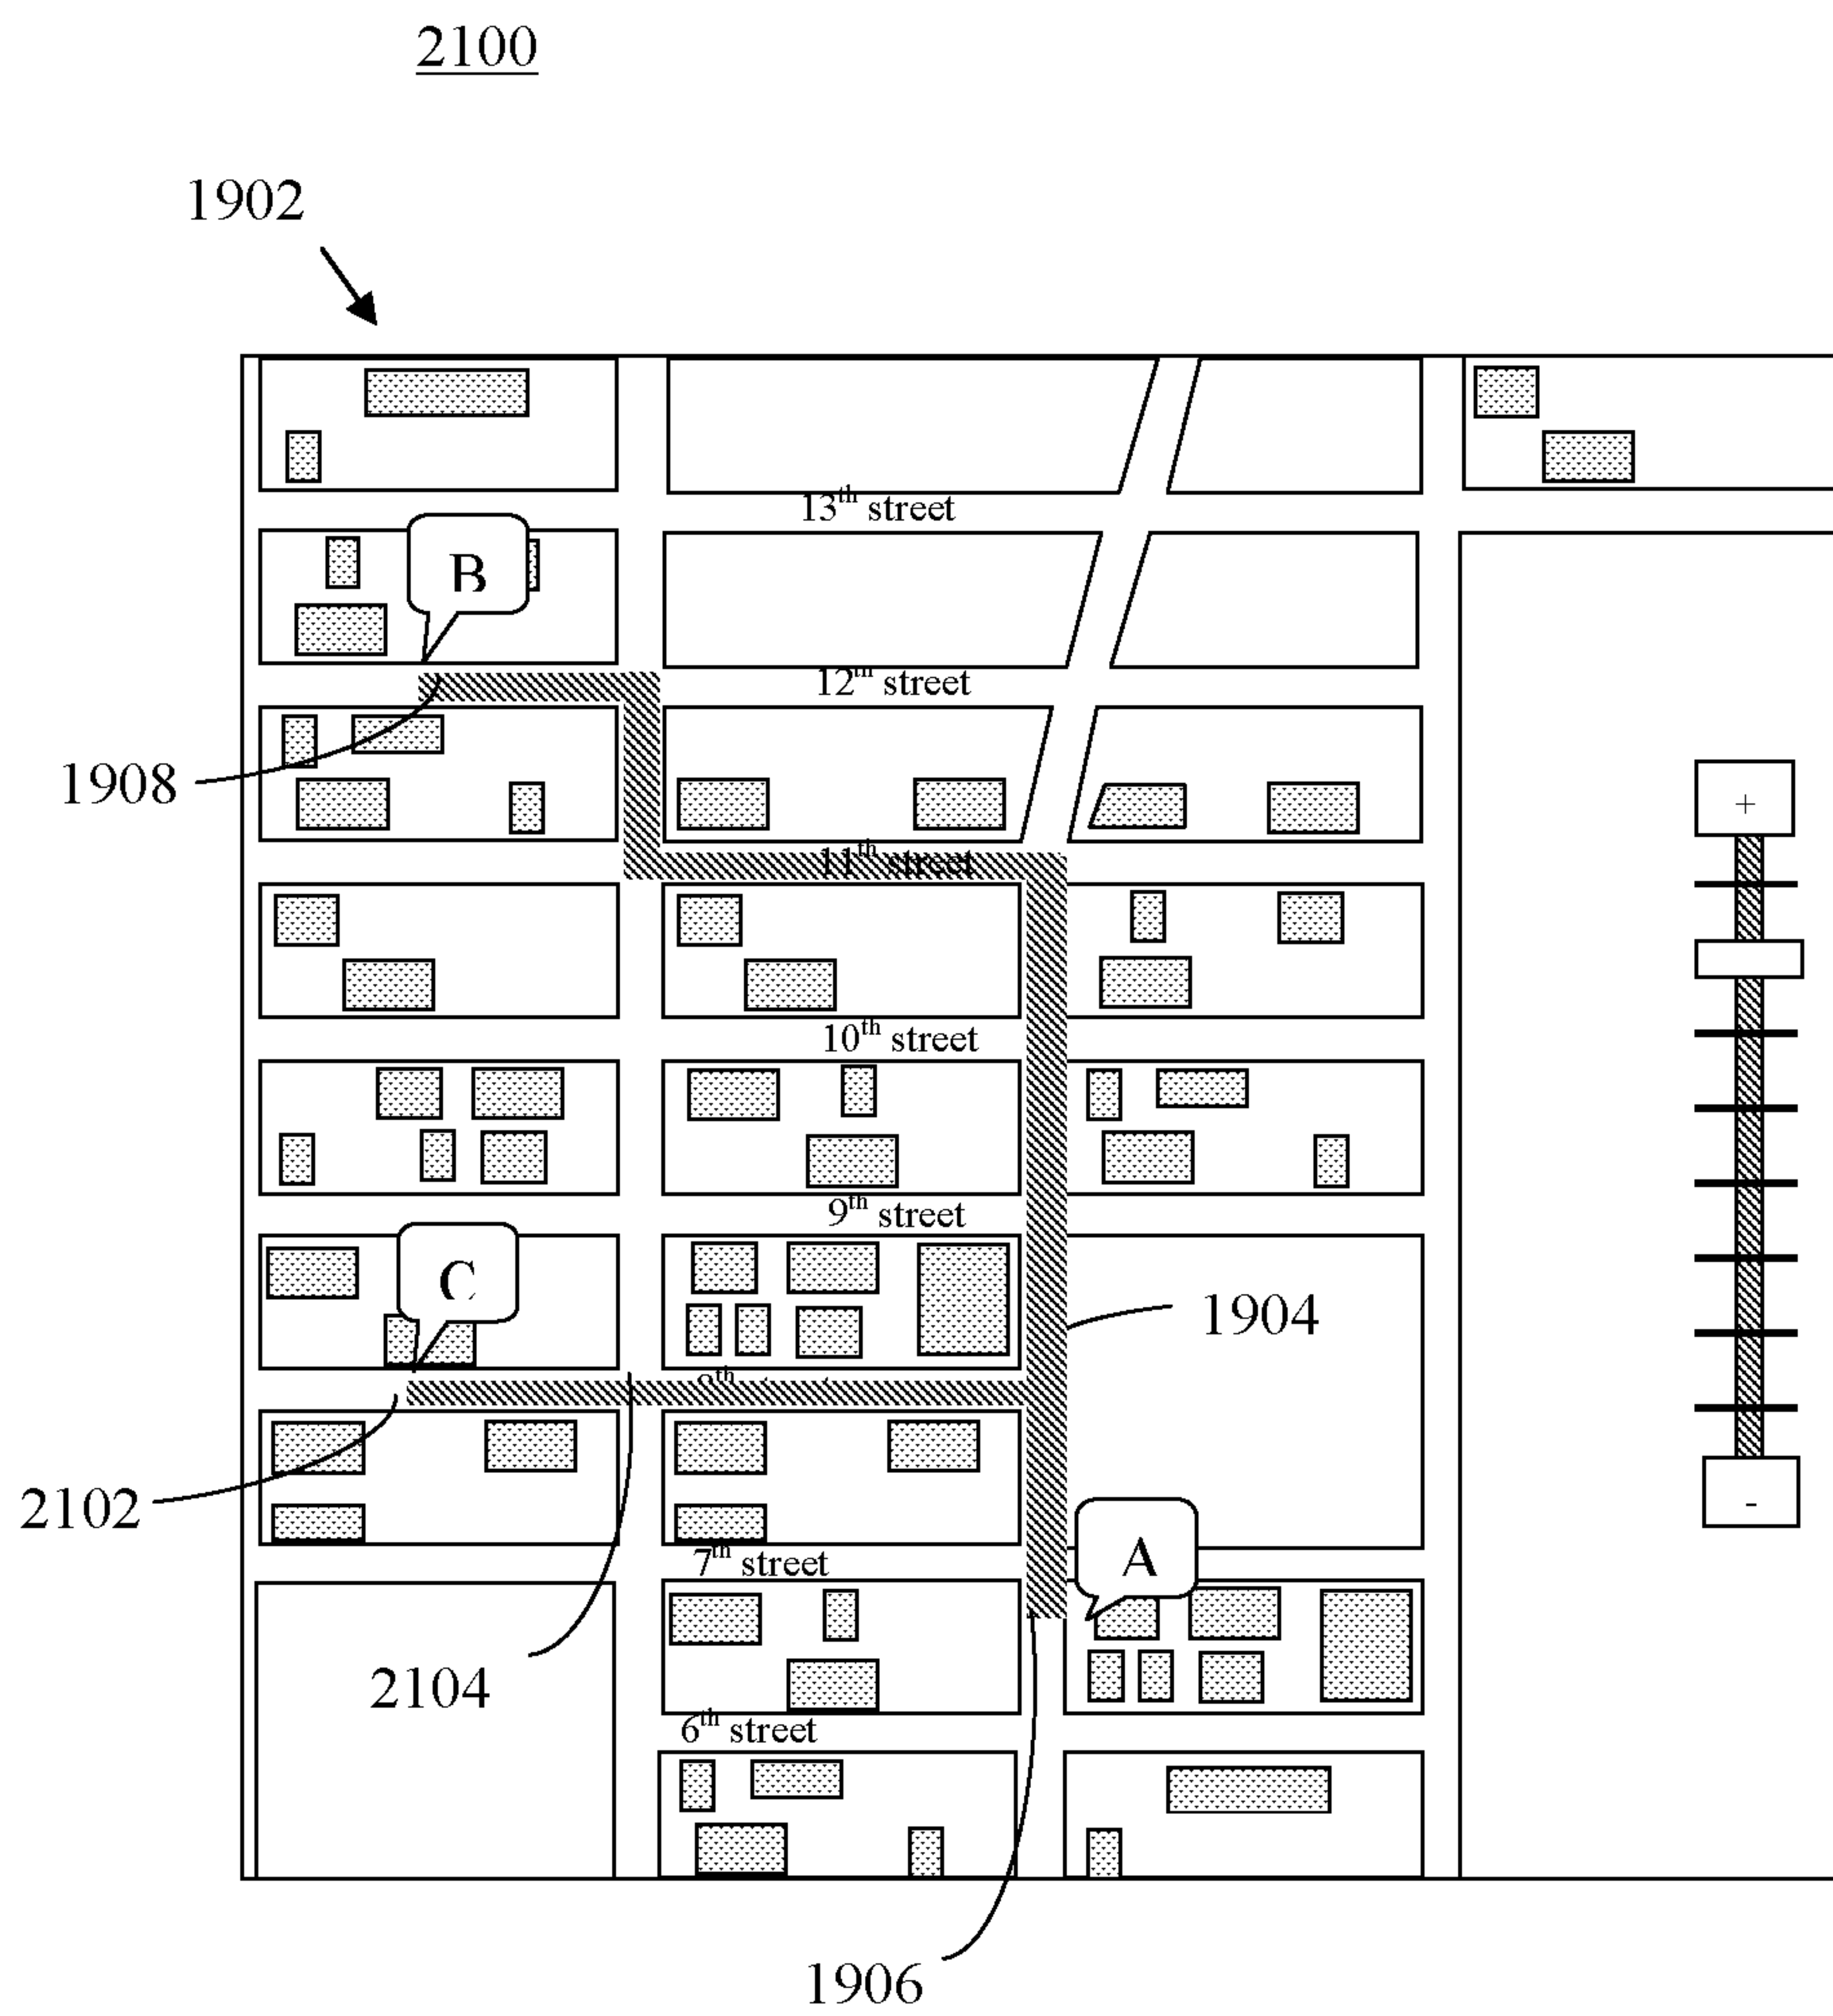 2100
1902
13th street
B
12th street
1908
+
11th street
10th street
9th street
C
1904
2102
-
7th street
A
2104
6th street
1906